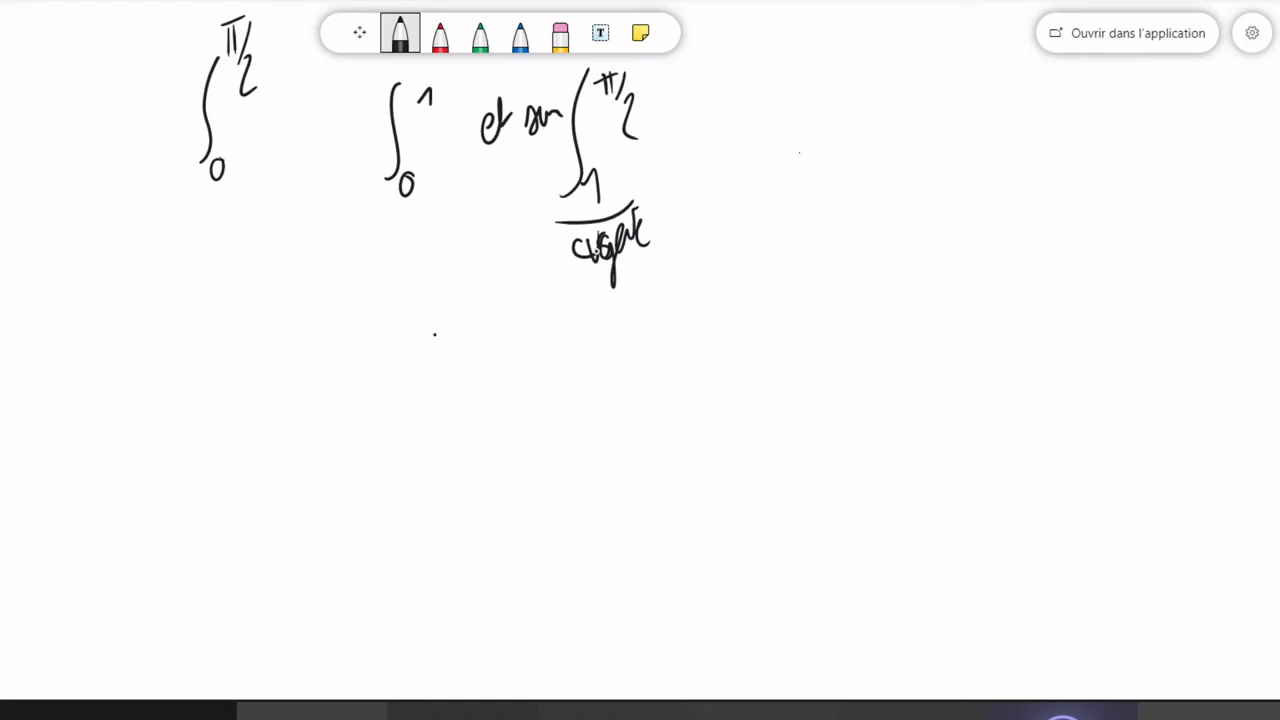 Ouvrir dans l'application
∫₀^{π/2} ∫₀^1 et sur ∫₁^{π/2}